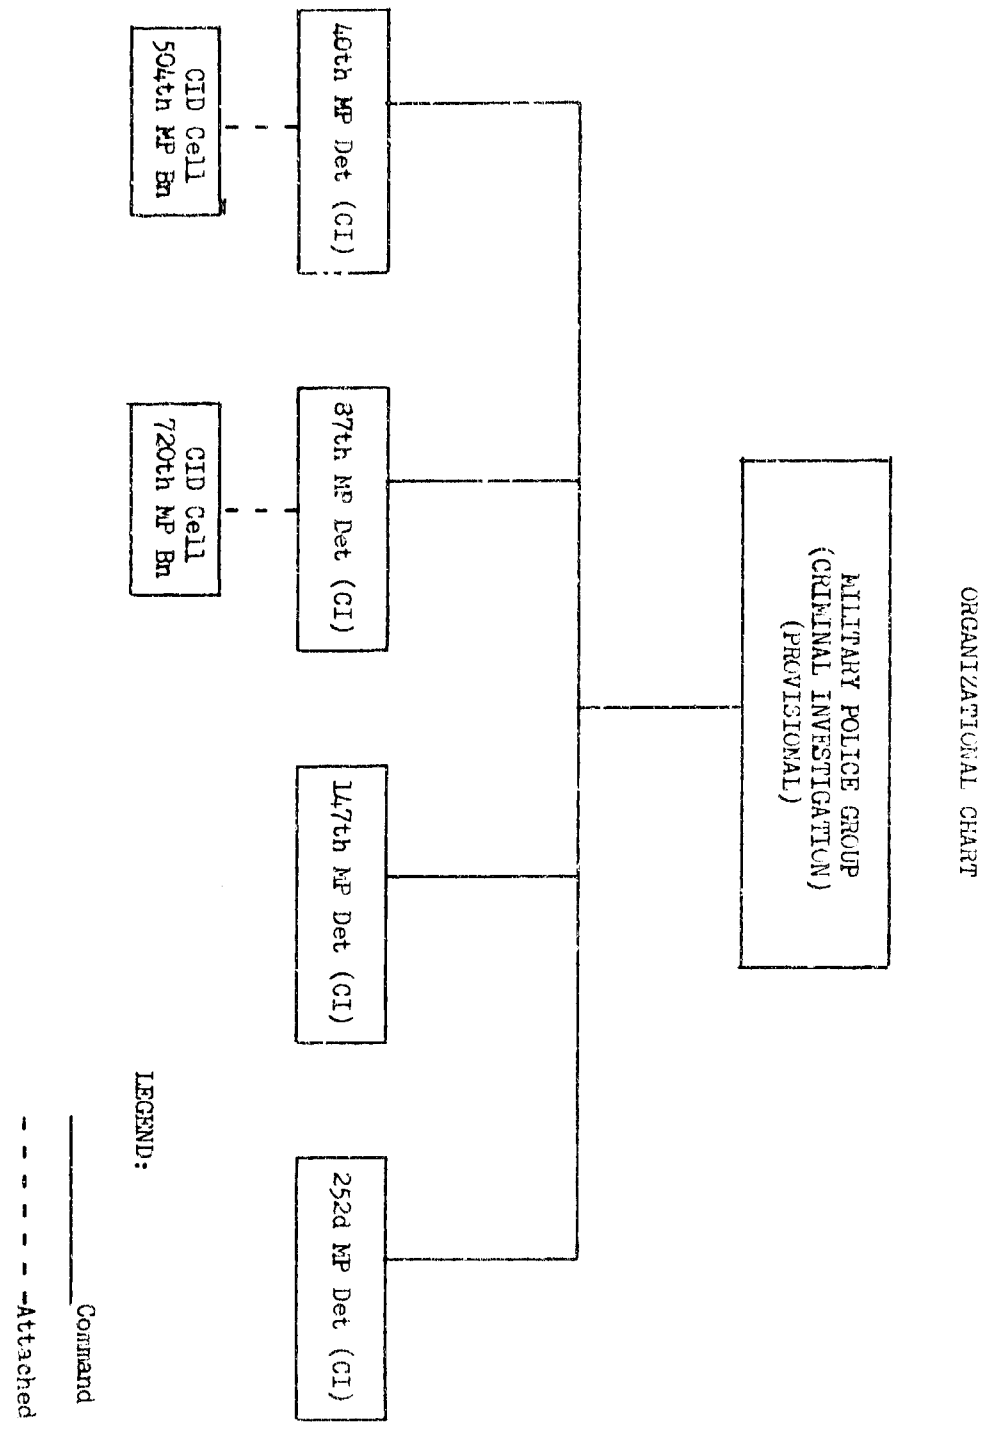 ORGANIZATIONAL CHART
MILITARY POLICE GROUP
(CRIMINAL INVESTIGATION)
(PROVISIONAL)
40th MP Det (CI)
87th MP Det (CI)
147th MP Det (CI)
252d MP Det (CI)
CID Cell
504th MP Bn
CID Cell
720th MP Bn
LEGEND:
Command
Attached